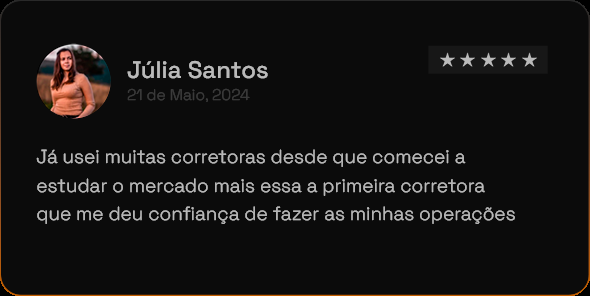 Júlia Santos
21 de Maio, 2024
Já usei muitas corretoras desde que comecei a
estudar o mercado mais essa a primeira corretora
que me deu confiança de fazer as minhas operações